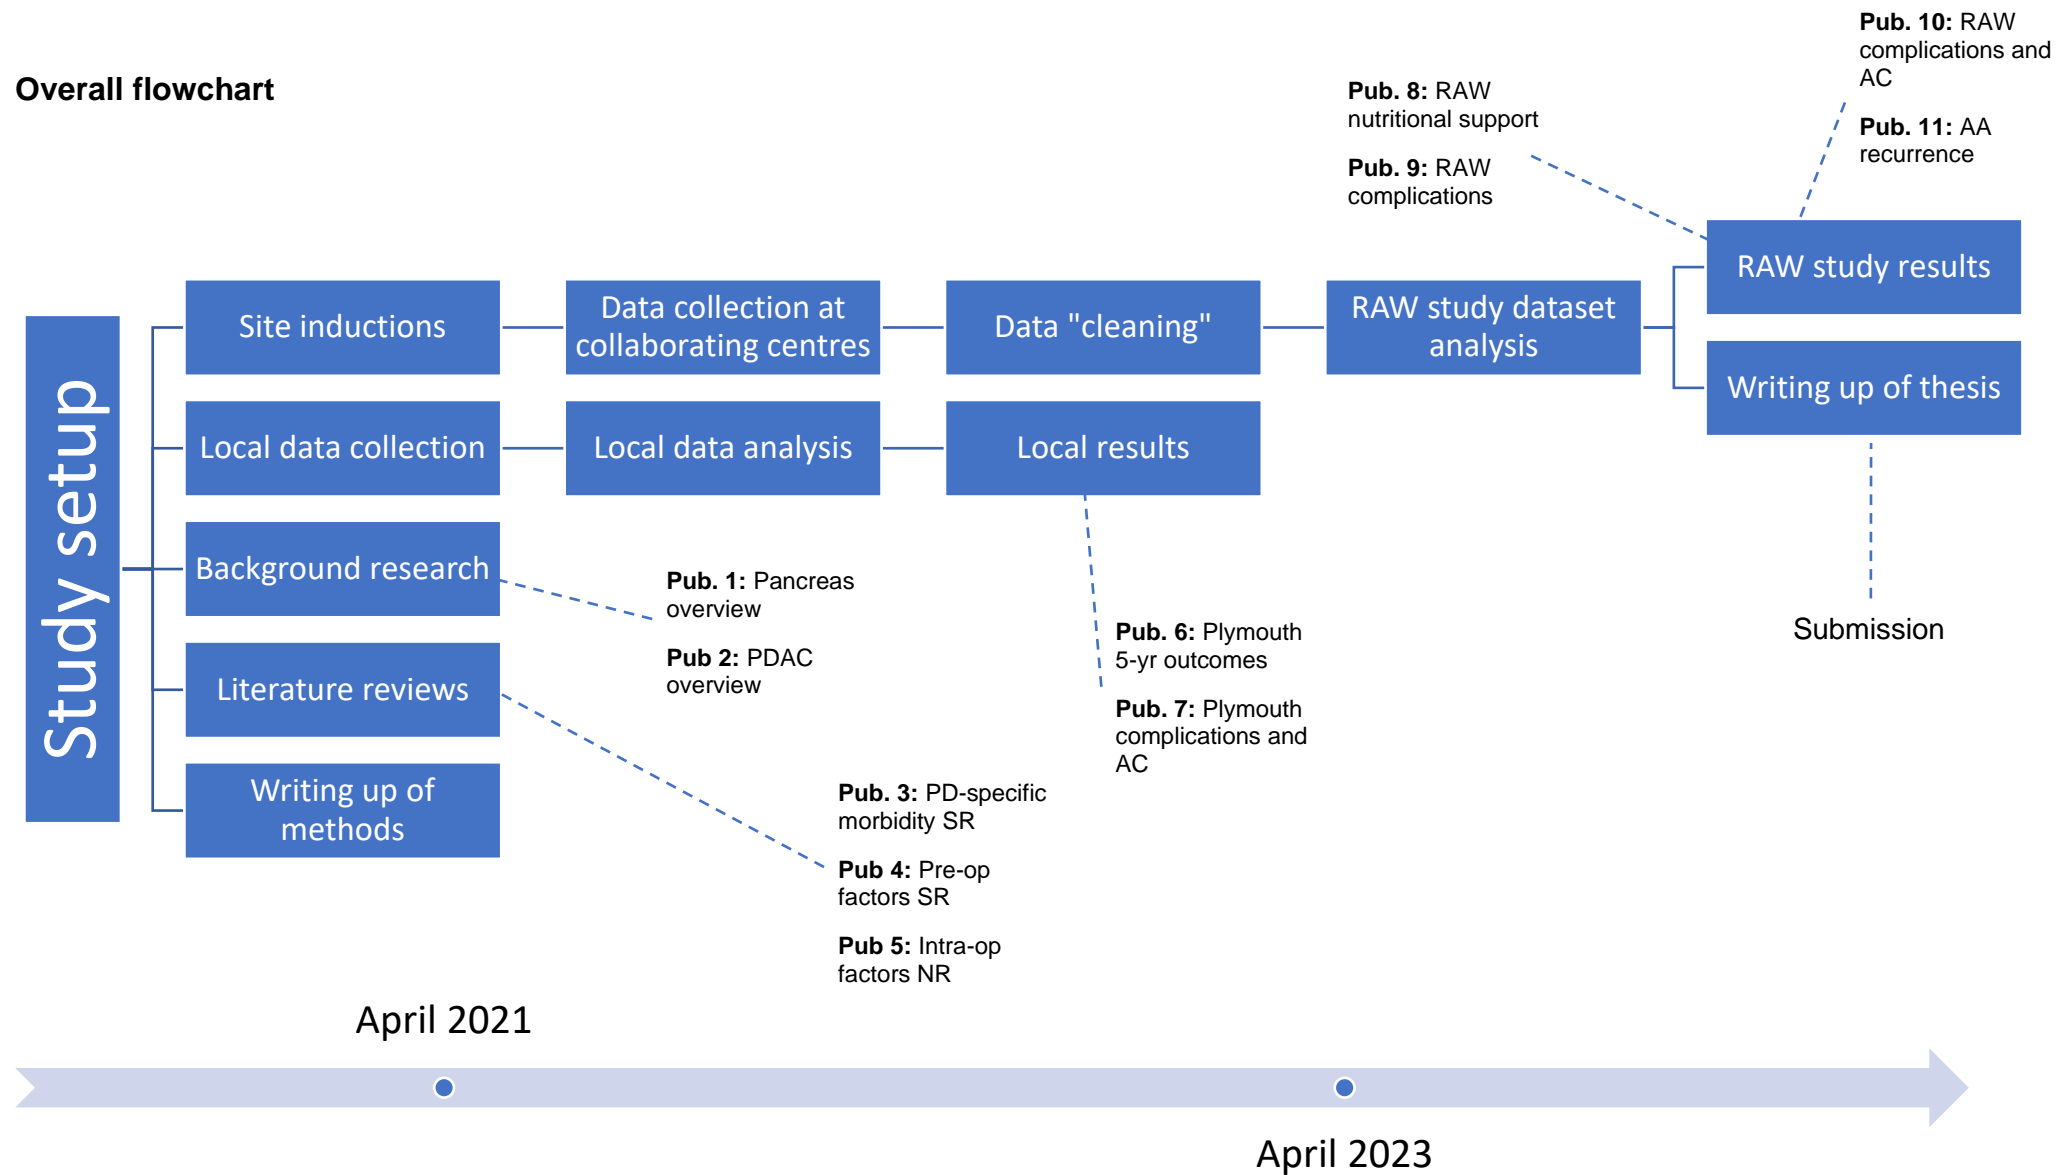 Overall flowchart
Pub. 8: RAW
nutritional support
Pub. 9: RAW
complications
Pub. 10: RAW
complications and
AC
Pub. 11: AA
recurrence
Study setup
Site inductions
Data collection at
collaborating centres
Data "cleaning"
RAW study dataset
analysis
RAW study results
Writing up of thesis
Submission
Local data collection
Local data analysis
Local results
Background research
Pub. 1: Pancreas
overview
Pub 2: PDAC
overview
Pub. 6: Plymouth
5-yr outcomes
Pub. 7: Plymouth
complications and
AC
Literature reviews
Pub. 3: PD-specific
morbidity SR
Pub 4: Pre-op
factors SR
Pub 5: Intra-op
factors NR
Writing up of
methods
April 2021
April 2023